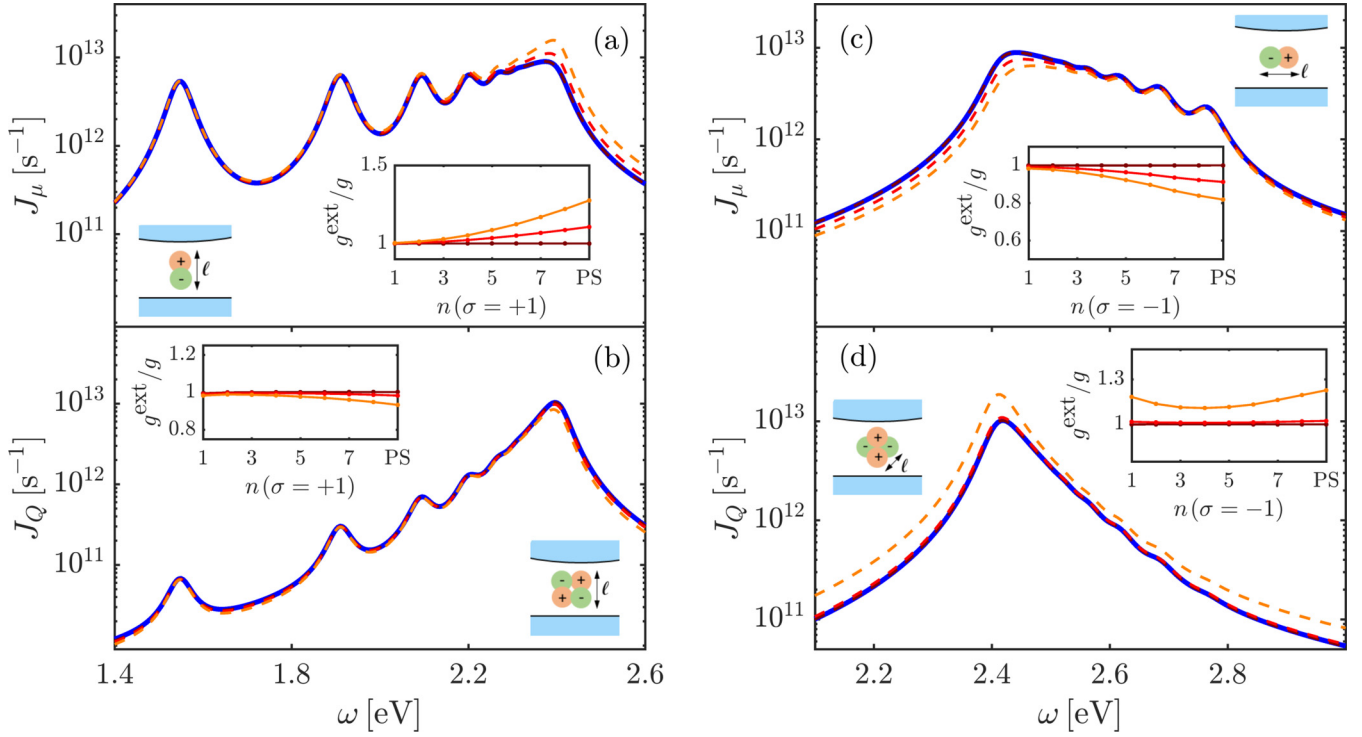 (a)
10^13
10^12
10^11
J_μ [s^−1]
1.5
1
g^ext/g
1 3 5 7 PS
n(σ = +1)
+
-
ℓ
(b)
10^13
10^12
10^11
J_Q [s^−1]
1.2
1
0.8
g^ext/g
1 3 5 7 PS
n(σ = +1)
- +
+ -
ℓ
1.4 1.8 2.2 2.6
ω [eV]
(c)
10^13
10^12
10^11
J_μ [s^−1]
- +
ℓ
1
0.8
0.6
g^ext/g
1 3 5 7 PS
n(σ = −1)
(d)
10^13
10^12
10^11
J_Q [s^−1]
+
- -
+
ℓ
1.3
1
g^ext/g
1 3 5 7 PS
n(σ = −1)
2.2 2.4 2.6 2.8
ω [eV]